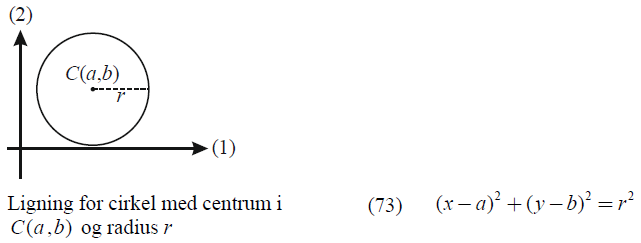 (2)
C(a,b)
r
(1)
Ligning for cirkel med centrum i (73) (x − a)² + (y − b)² = r²
C(a,b) og radius r